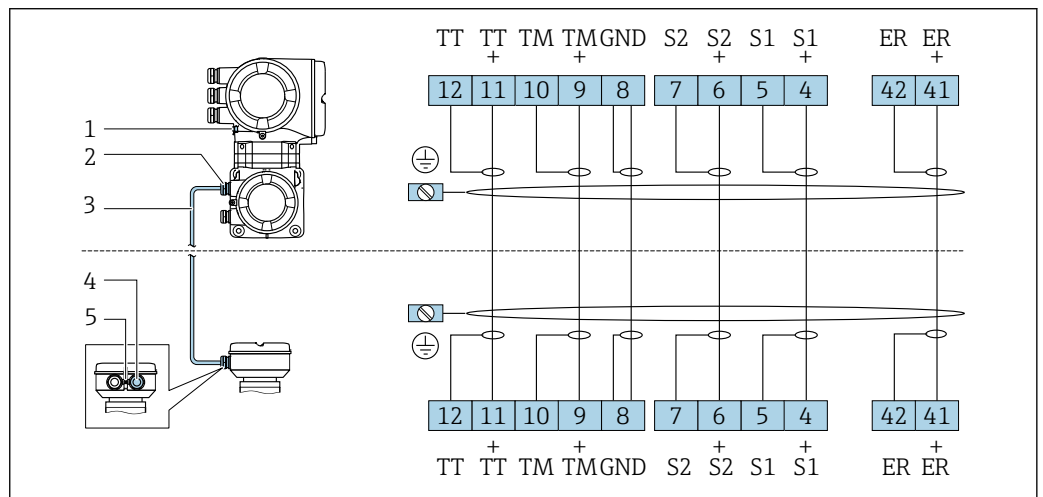 TT TT TM TM GND S2 S2 S1 S1 ER ER
+ + + + +
12 11 10 9 8 7 6 5 4 42 41
1
2
3
4
5
12 11 10 9 8 7 6 5 4 42 41
+ + + + +
TT TT TM TM GND S2 S2 S1 S1 ER ER